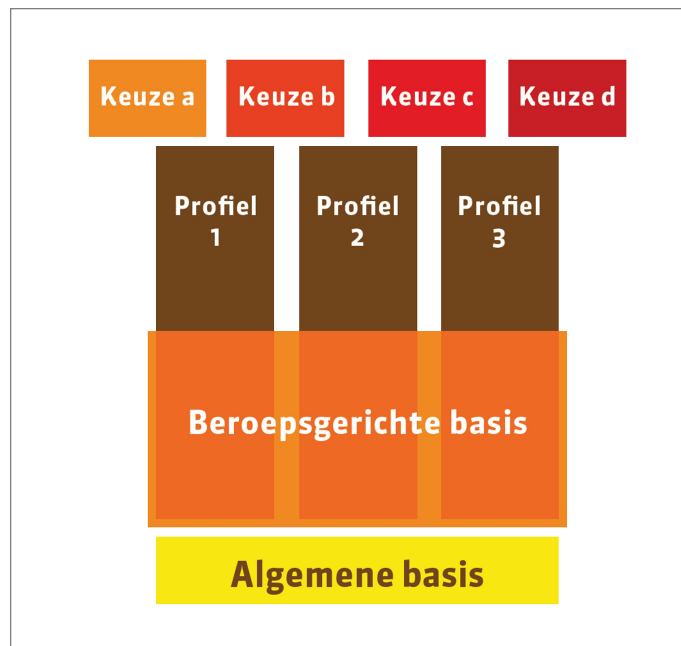 Keuze a
Keuze b
Keuze c
Keuze d
Profiel
1
Profiel
2
Profiel
3
Beroepsgerichte basis
Algemene basis